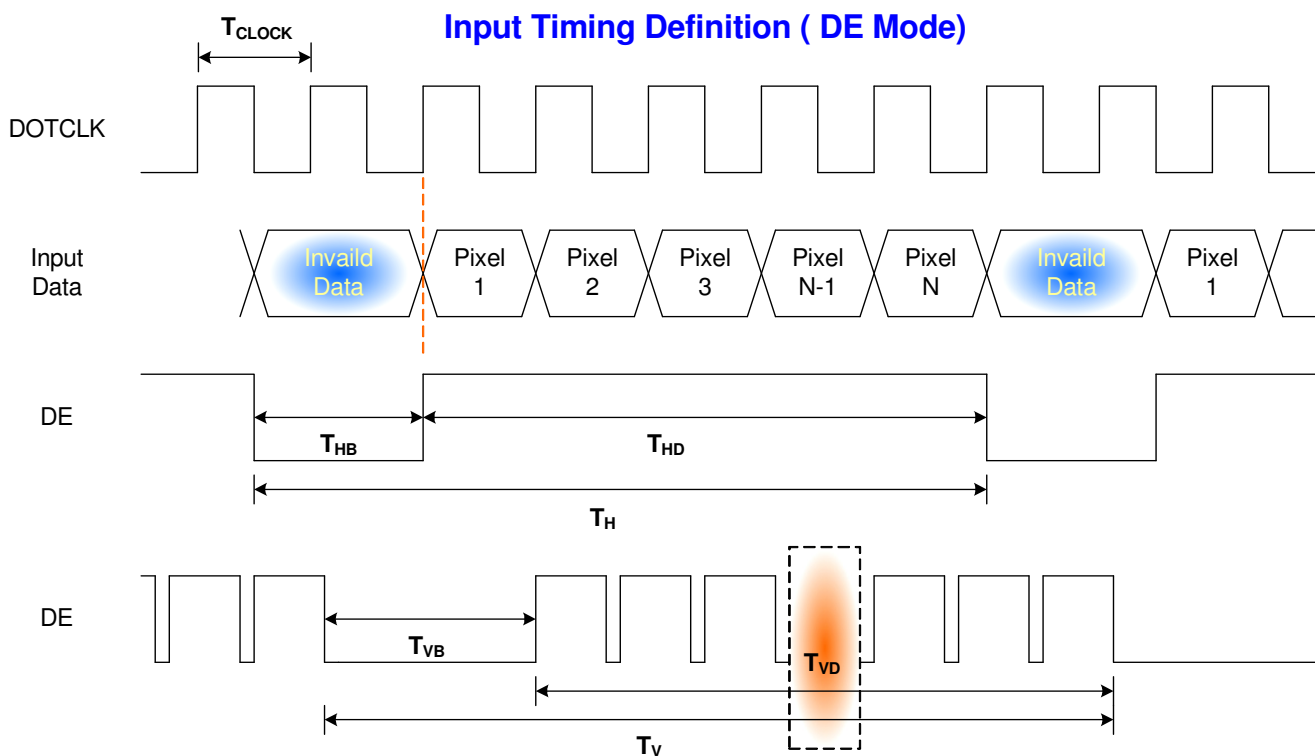 Input Timing Definition ( DE Mode)
TCLOCK
DOTCLK
Input
Data
Invaild
Data
Pixel
1
Pixel
2
Pixel
3
Pixel
N-1
Pixel
N
Invaild
Data
Pixel
1
DE
THB
THD
TH
DE
TVB
TVD
TV